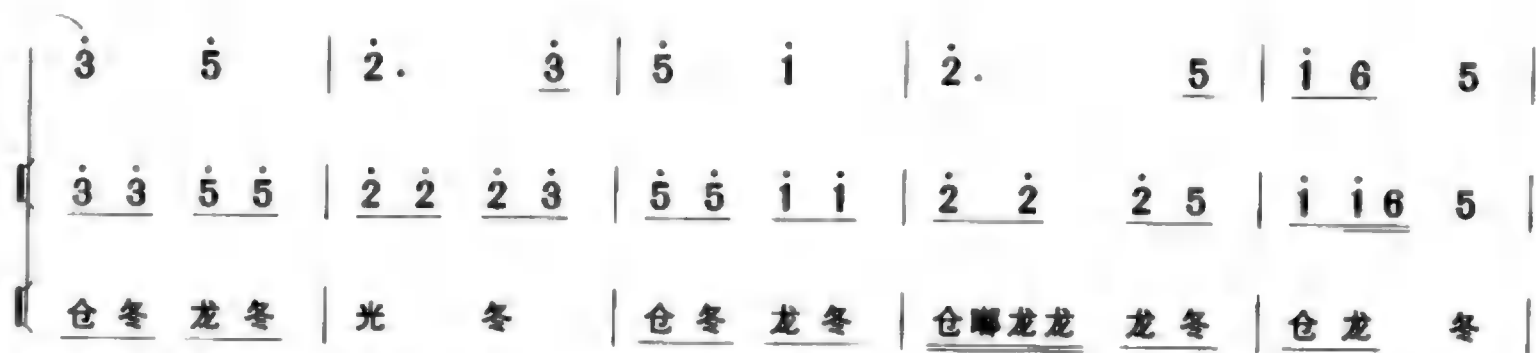 3̇ 5̇ | 2̇. 3̇ | 5̇ 1̇ | 2̇. 5 | 1̇ 6 5 |
3̇ 3̇ 5̇ 5̇ | 2̇ 2̇ 2̇ 3̇ | 5̇ 5̇ 1̇ 1̇ | 2̇ 2̇ 2̇ 5 | 1̇ 1̇ 6 5 |
仓冬 龙冬 | 光 冬 | 仓冬 龙冬 | 仓 龙龙 龙冬 | 仓龙 冬 |